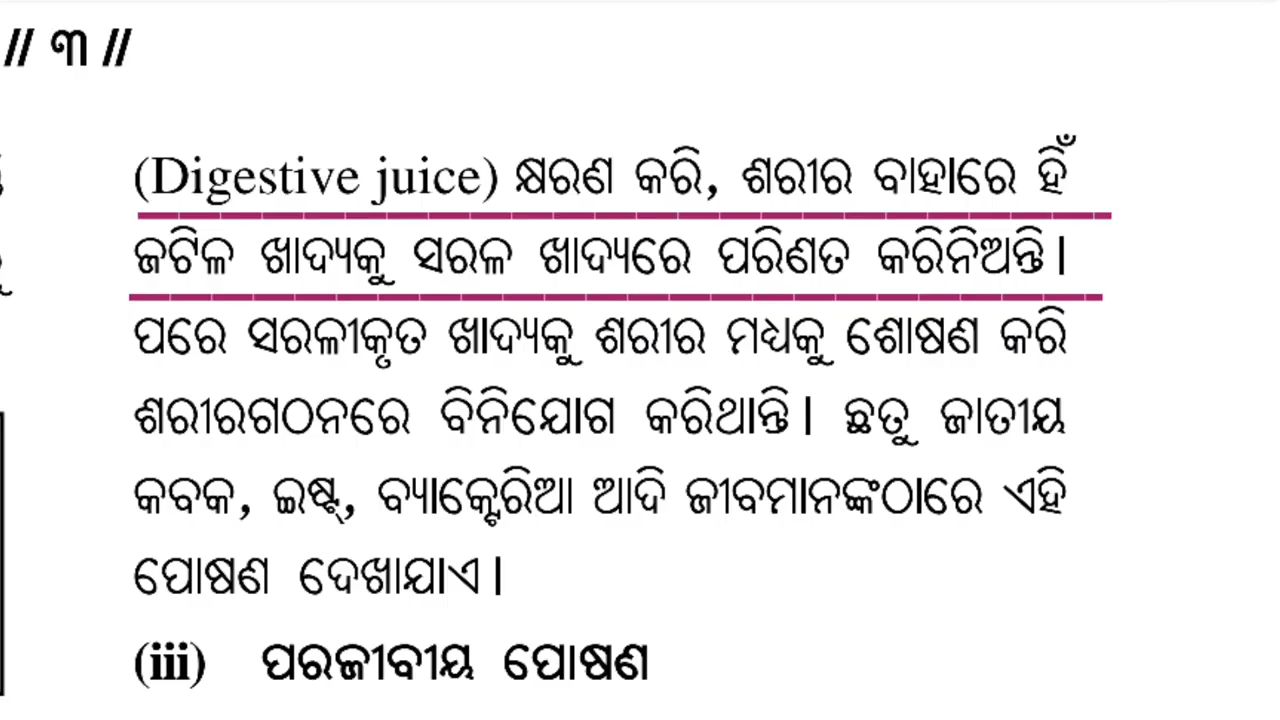 // ୩ //
(Digestive juice) କ୍ଷରଣ କରି, ଶରୀର ବାହାରେ ହିଁ
ଜଟିଳ ଖାଦ୍ୟକୁ ସରଳ ଖାଦ୍ୟରେ ପରିଣତ କରିନିଅନ୍ତି।
ପରେ ସରଳୀକୃତ ଖାଦ୍ୟକୁ ଶରୀର ମଧ୍ୟକୁ ଶୋଷଣ କରି
ଶରୀରଗଠନରେ ବିନିଯୋଗ କରିଥାନ୍ତି। ଛତୁ ଜାତୀୟ
କବକ, ଇଷ୍ଟ୍, ବ୍ୟାକ୍ଟେରିଆ ଆଦି ଜୀବମାନଙ୍କଠାରେ ଏହି
ପୋଷଣ ଦେଖାଯାଏ।
(iii) ପରଜୀବୀୟ ପୋଷଣ